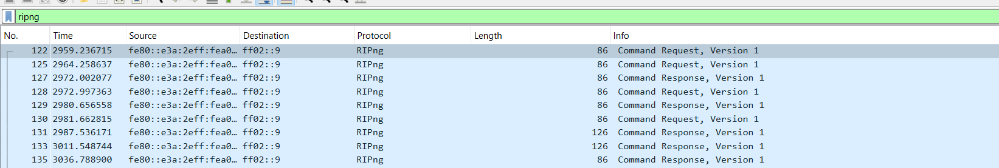 ripng
No. Time Source Destination Protocol Length Info
122 2959.236715 fe80::e3a:2eff:fea0… ff02::9 RIPng 86 Command Request, Version 1
125 2964.258637 fe80::e3a:2eff:fea0… ff02::9 RIPng 86 Command Request, Version 1
127 2972.002077 fe80::e3a:2eff:fea0… ff02::9 RIPng 86 Command Response, Version 1
128 2972.997363 fe80::e3a:2eff:fea0… ff02::9 RIPng 86 Command Request, Version 1
129 2980.656558 fe80::e3a:2eff:fea0… ff02::9 RIPng 86 Command Response, Version 1
130 2981.662815 fe80::e3a:2eff:fea0… ff02::9 RIPng 86 Command Request, Version 1
131 2987.536171 fe80::e3a:2eff:fea0… ff02::9 RIPng 126 Command Response, Version 1
133 3011.548744 fe80::e3a:2eff:fea0… ff02::9 RIPng 126 Command Response, Version 1
135 3036.788900 fe80::e3a:2eff:fea0… ff02::9 RIPng 86 Command Response, Version 1